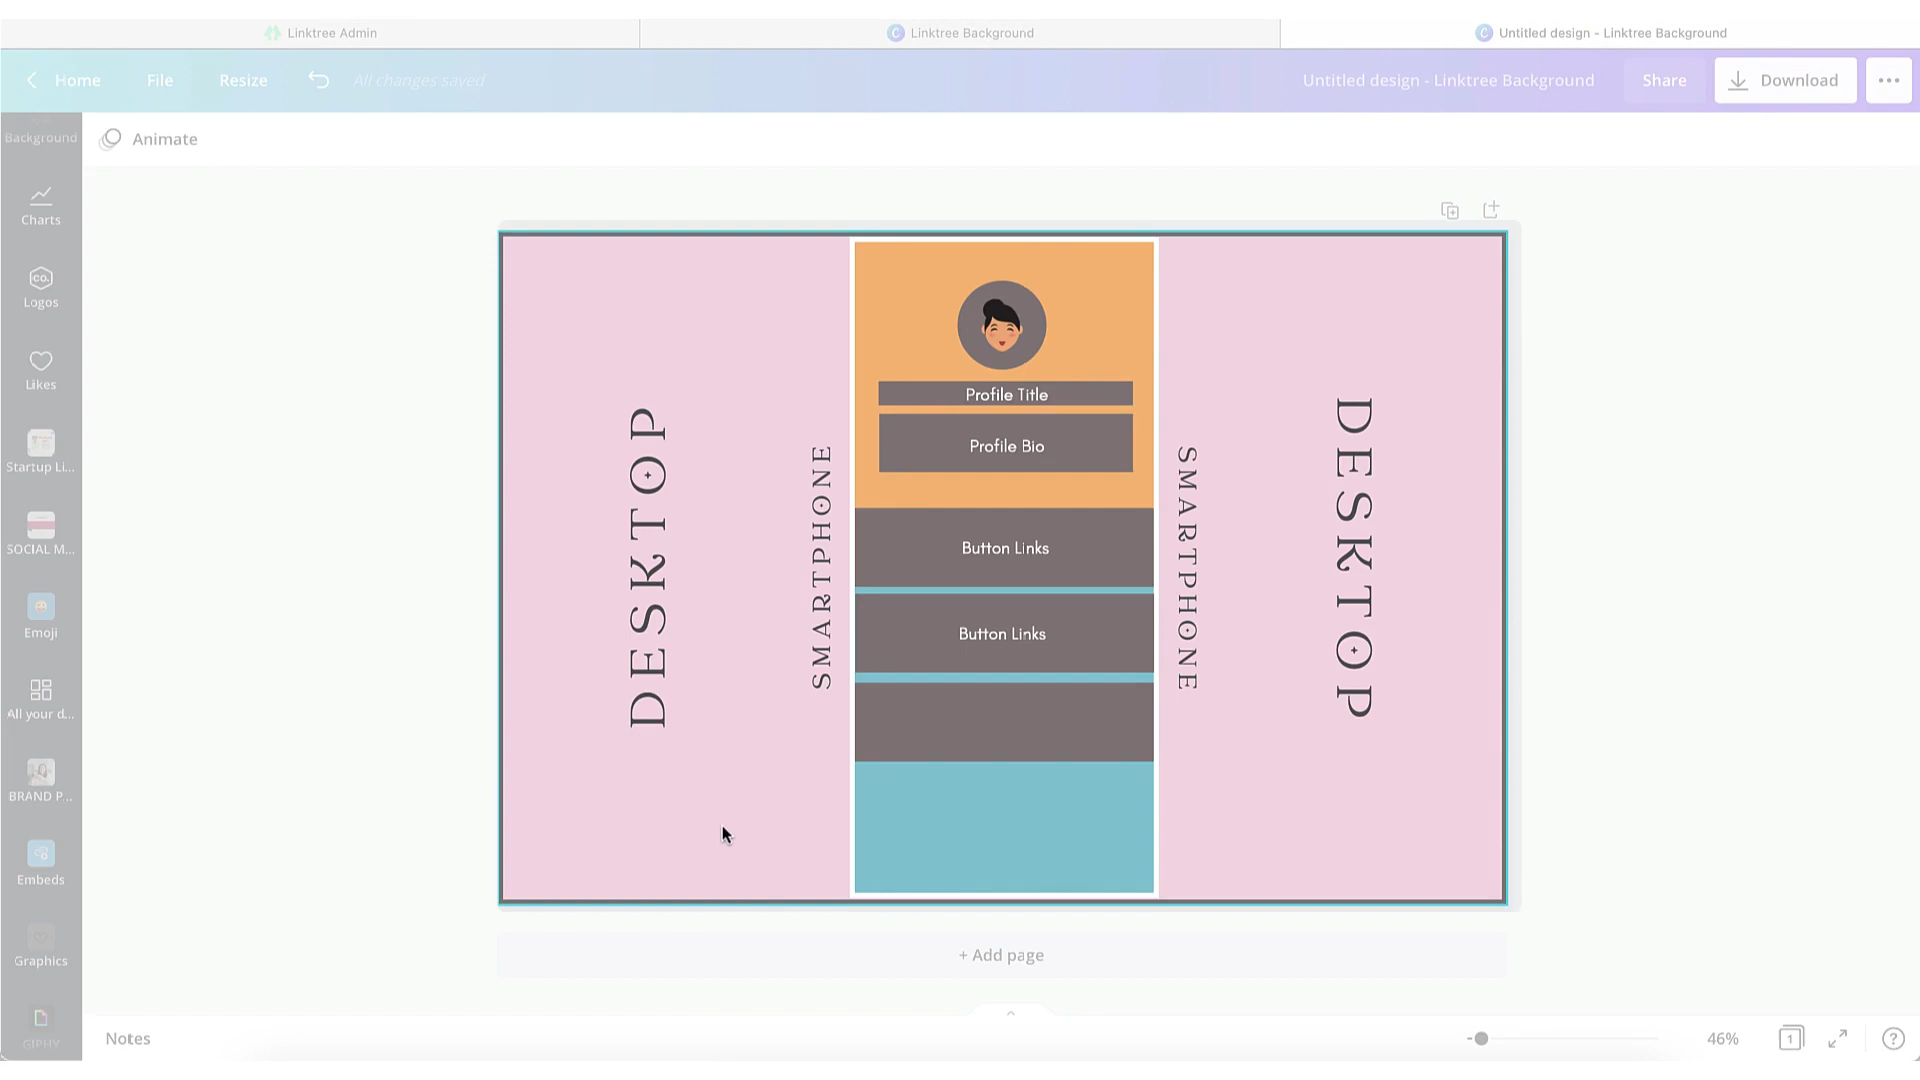 Linktree Admin
Linktree Background
Untitled design - Linktree Background
Home
File
Resize
All changes saved
Untitled design - Linktree Background
Share
Download
Background
Animate
Charts
Logos
CO.
Likes
Startup Li...
SOCIAL M...
Emoji
All your d...
BRAND P...
Embeds
Graphics
GIPHY
DESKTOP
SMARTPHONE
Profile Title
Profile Bio
Button Links
Button Links
SMARTPHONE
DESKTOP
+ Add page
Notes
46%
1
?